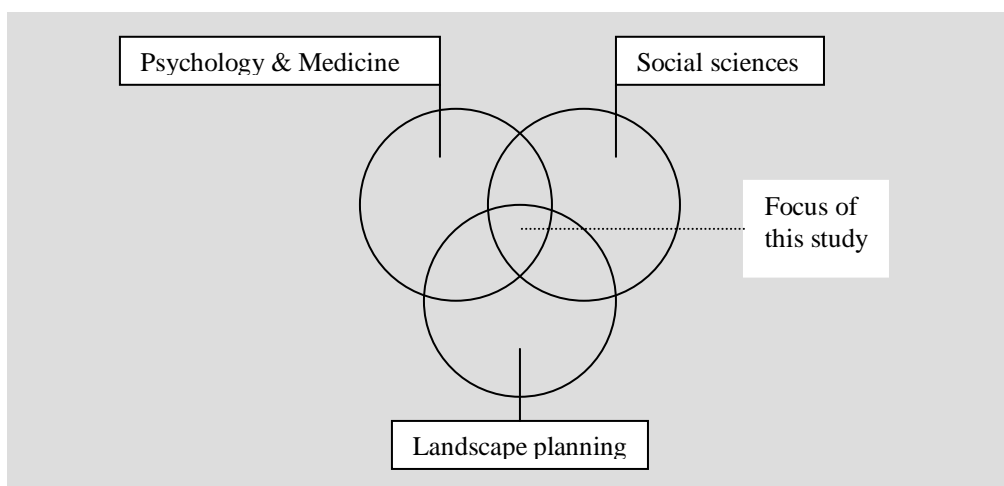 Psychology & Medicine
Social sciences
Focus of
this study
Landscape planning